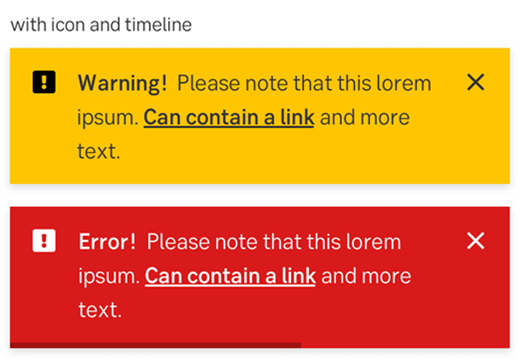 with icon and timeline
Warning! Please note that this lorem
ipsum. Can contain a link and more
text.
Error! Please note that this lorem
ipsum. Can contain a link and more
text.